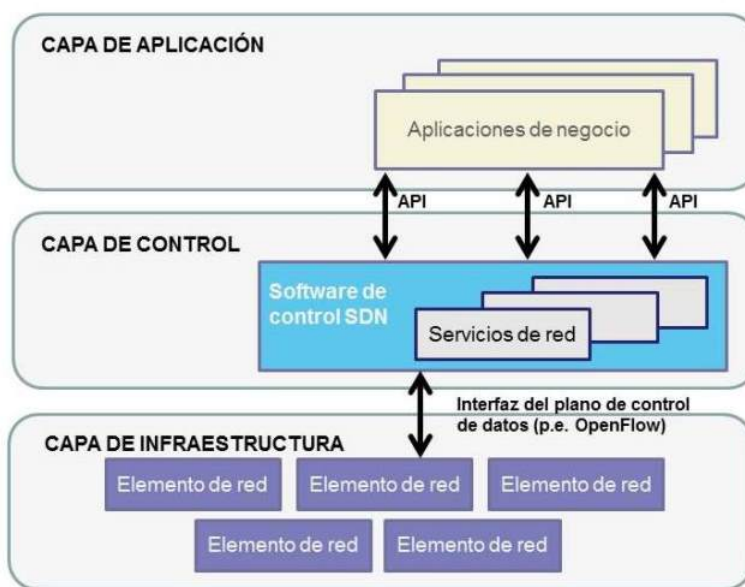 CAPA DE APLICACIÓN
Aplicaciones de negocio
API
API
API
CAPA DE CONTROL
Software de
control SDN
Servicios de red
Interfaz del plano de control
de datos (p.e. OpenFlow)
CAPA DE INFRAESTRUCTURA
Elemento de red
Elemento de red
Elemento de red
Elemento de red
Elemento de red